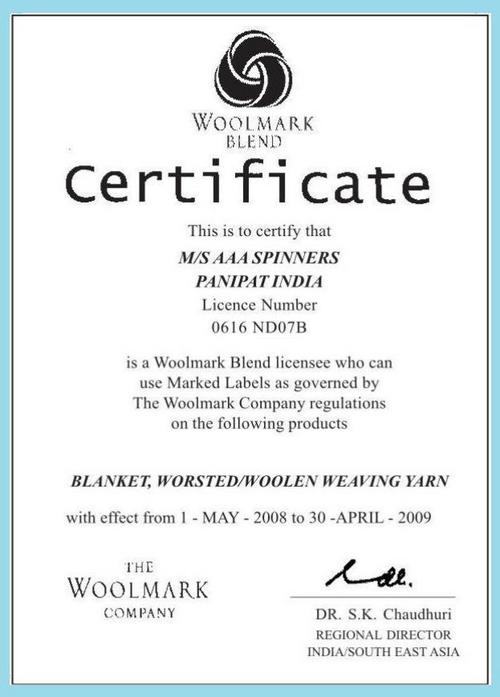 WOOLMARK
BLEND
Certificate
This is to certify that
M/S AAA SPINNERS
PANIPAT INDIA
Licence Number
0616 ND07B
is a Woolmark Blend licensee who can
use Marked Labels as governed by
The Woolmark Company regulations
on the following products
BLANKET, WORSTED/WOOLEN WEAVING YARN
with effect from 1 - MAY - 2008 to 30 -APRIL - 2009
THE
WOOLMARK
COMPANY
DR. S.K. Chaudhuri
REGIONAL DIRECTOR
INDIA/SOUTH EAST ASIA